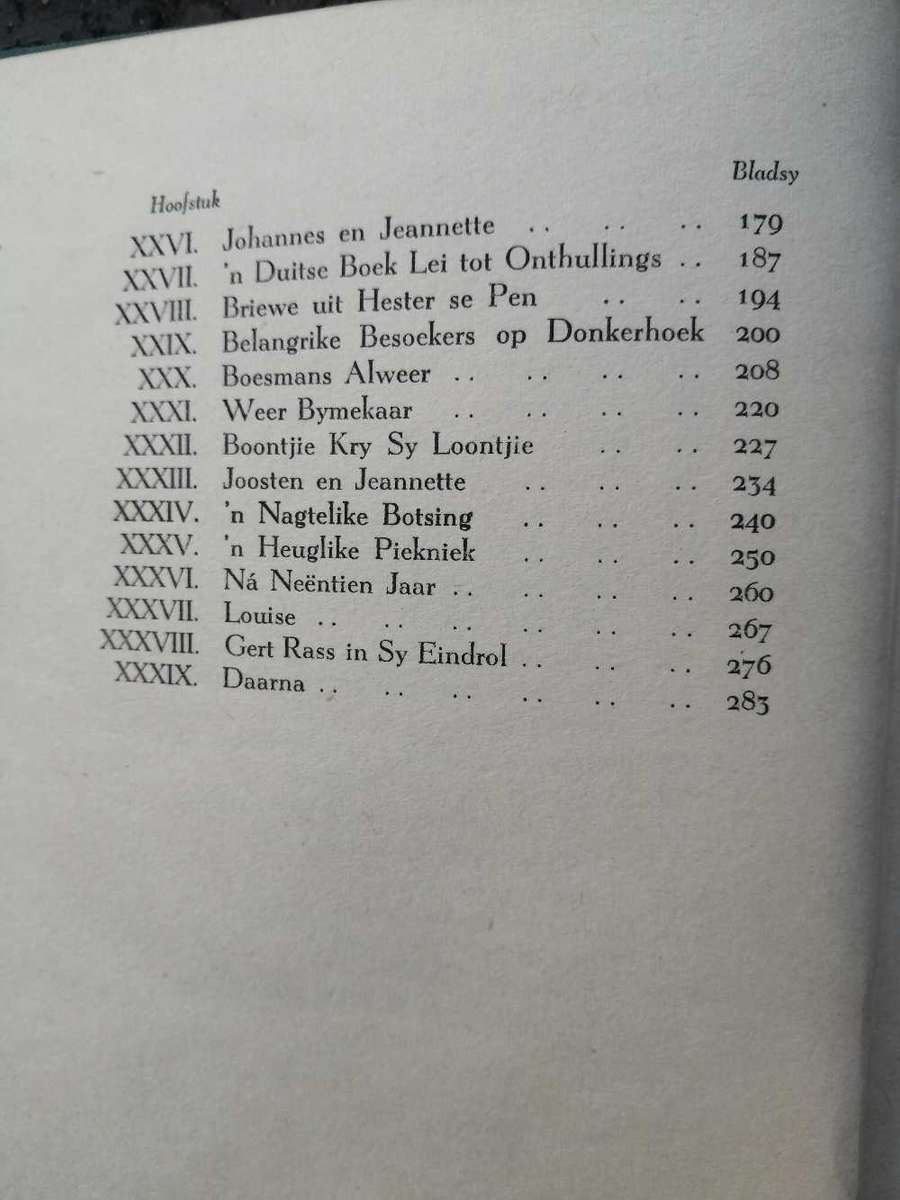 Hoofstuk Bladsy
XXVI. Johannes en Jeannette .. .. .. 179
XXVII. 'n Duitse Boek Lei tot Onthullings .. 187
XXVIII. Briewe uit Hester se Pen .. .. 194
XXIX. Belangrike Besoekers op Donkerhoek 200
XXX. Boesmans Alweer .. .. .. .. 208
XXXI. Weer Bymekaar .. .. .. .. 220
XXXII. Boontjie Kry Sy Loontjie .. .. 227
XXXIII. Joosten en Jeannette .. .. .. 234
XXXIV. 'n Nagtelike Botsing .. .. .. 240
XXXV. 'n Heuglike Piekniek .. .. .. 250
XXXVI. Ná Neëntien Jaar .. .. .. .. 260
XXXVII. Louise .. .. .. .. .. .. 267
XXXVIII. Gert Rass in Sy Eindrol .. .. .. 276
XXXIX. Daarna .. .. .. .. .. .. 283